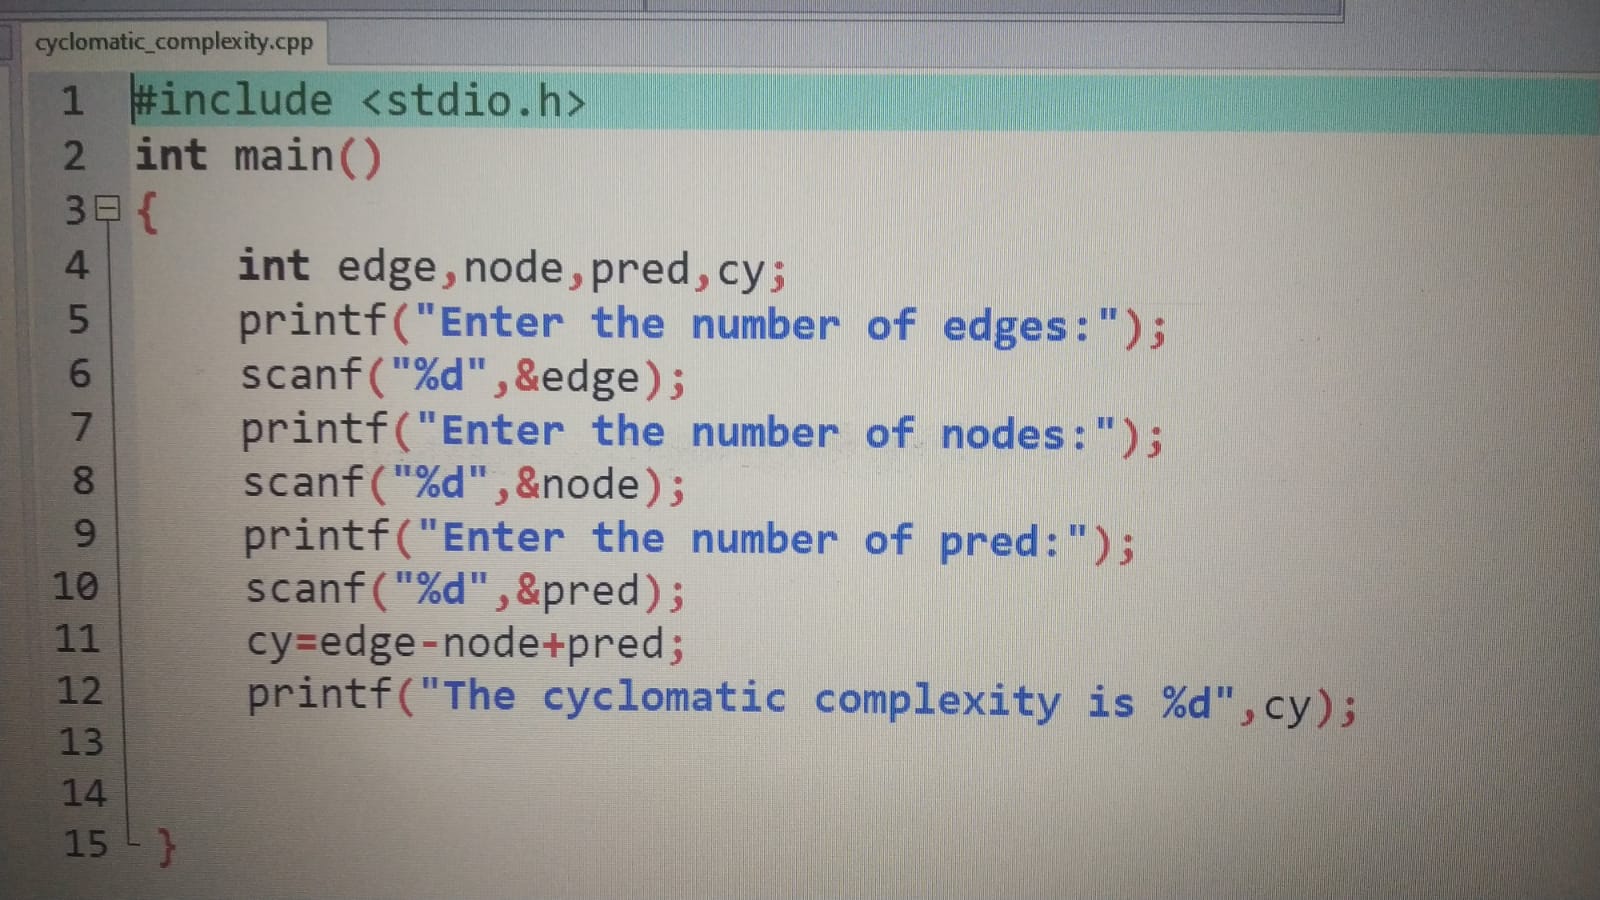 cyclomatic_complexity.cpp
1 #include <stdio.h>
2 int main()
3 {
4 int edge,node,pred,cy;
5 printf("Enter the number of edges:");
6 scanf("%d",&edge);
7 printf("Enter the number of nodes:");
8 scanf("%d",&node);
9 printf("Enter the number of pred:");
10 scanf("%d",&pred);
11 cy=edge-node+pred;
12 printf("The cyclomatic complexity is %d",cy);
13
14
15 }